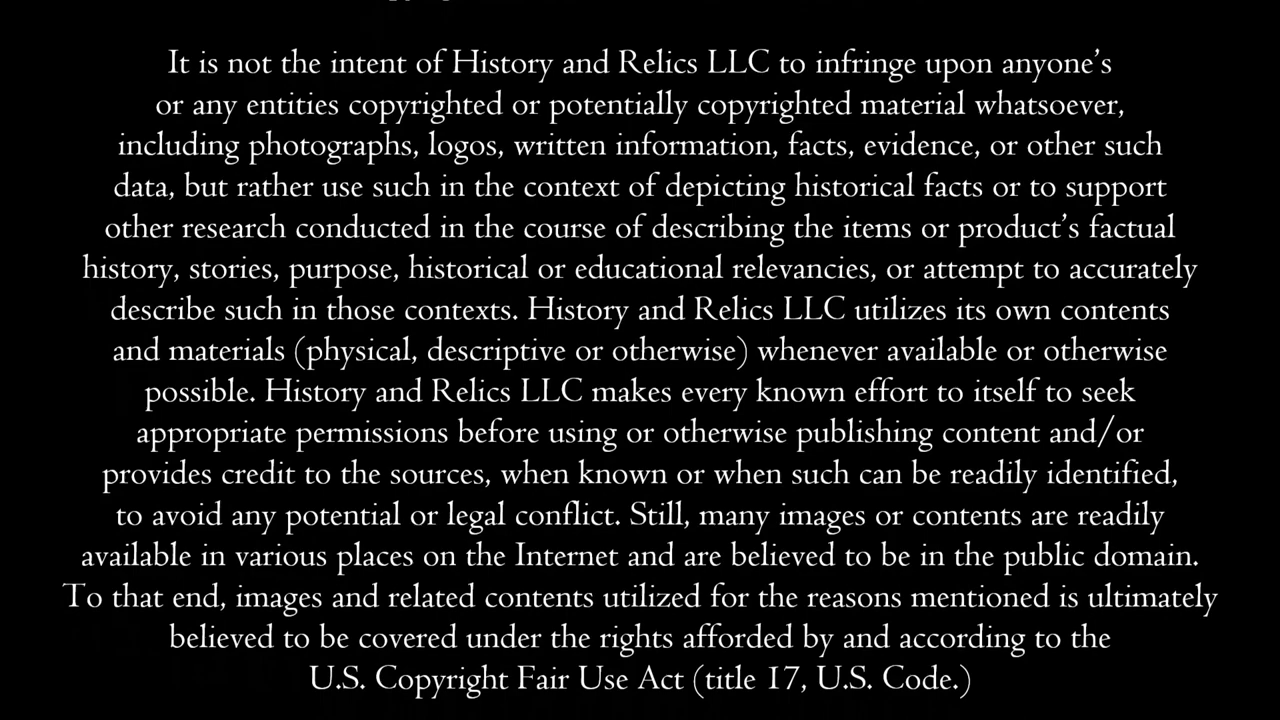 It is not the intent of History and Relics LLC to infringe upon anyone's
or any entities copyrighted or potentially copyrighted material whatsoever,
including photographs, logos, written information, facts, evidence, or other such
data, but rather use such in the context of depicting historical facts or to support
other research conducted in the course of describing the items or product's factual
history, stories, purpose, historical or educational relevancies, or attempt to accurately
describe such in those contexts. History and Relics LLC utilizes its own contents
and materials (physical, descriptive or otherwise) whenever available or otherwise
possible. History and Relics LLC makes every known effort to itself to seek
appropriate permissions before using or otherwise publishing content and/or
provides credit to the sources, when known or when such can be readily identified,
to avoid any potential or legal conflict. Still, many images or contents are readily
available in various places on the Internet and are believed to be in the public domain.
To that end, images and related contents utilized for the reasons mentioned is ultimately
believed to be covered under the rights afforded by and according to the
U.S. Copyright Fair Use Act (title 17, U.S. Code.)